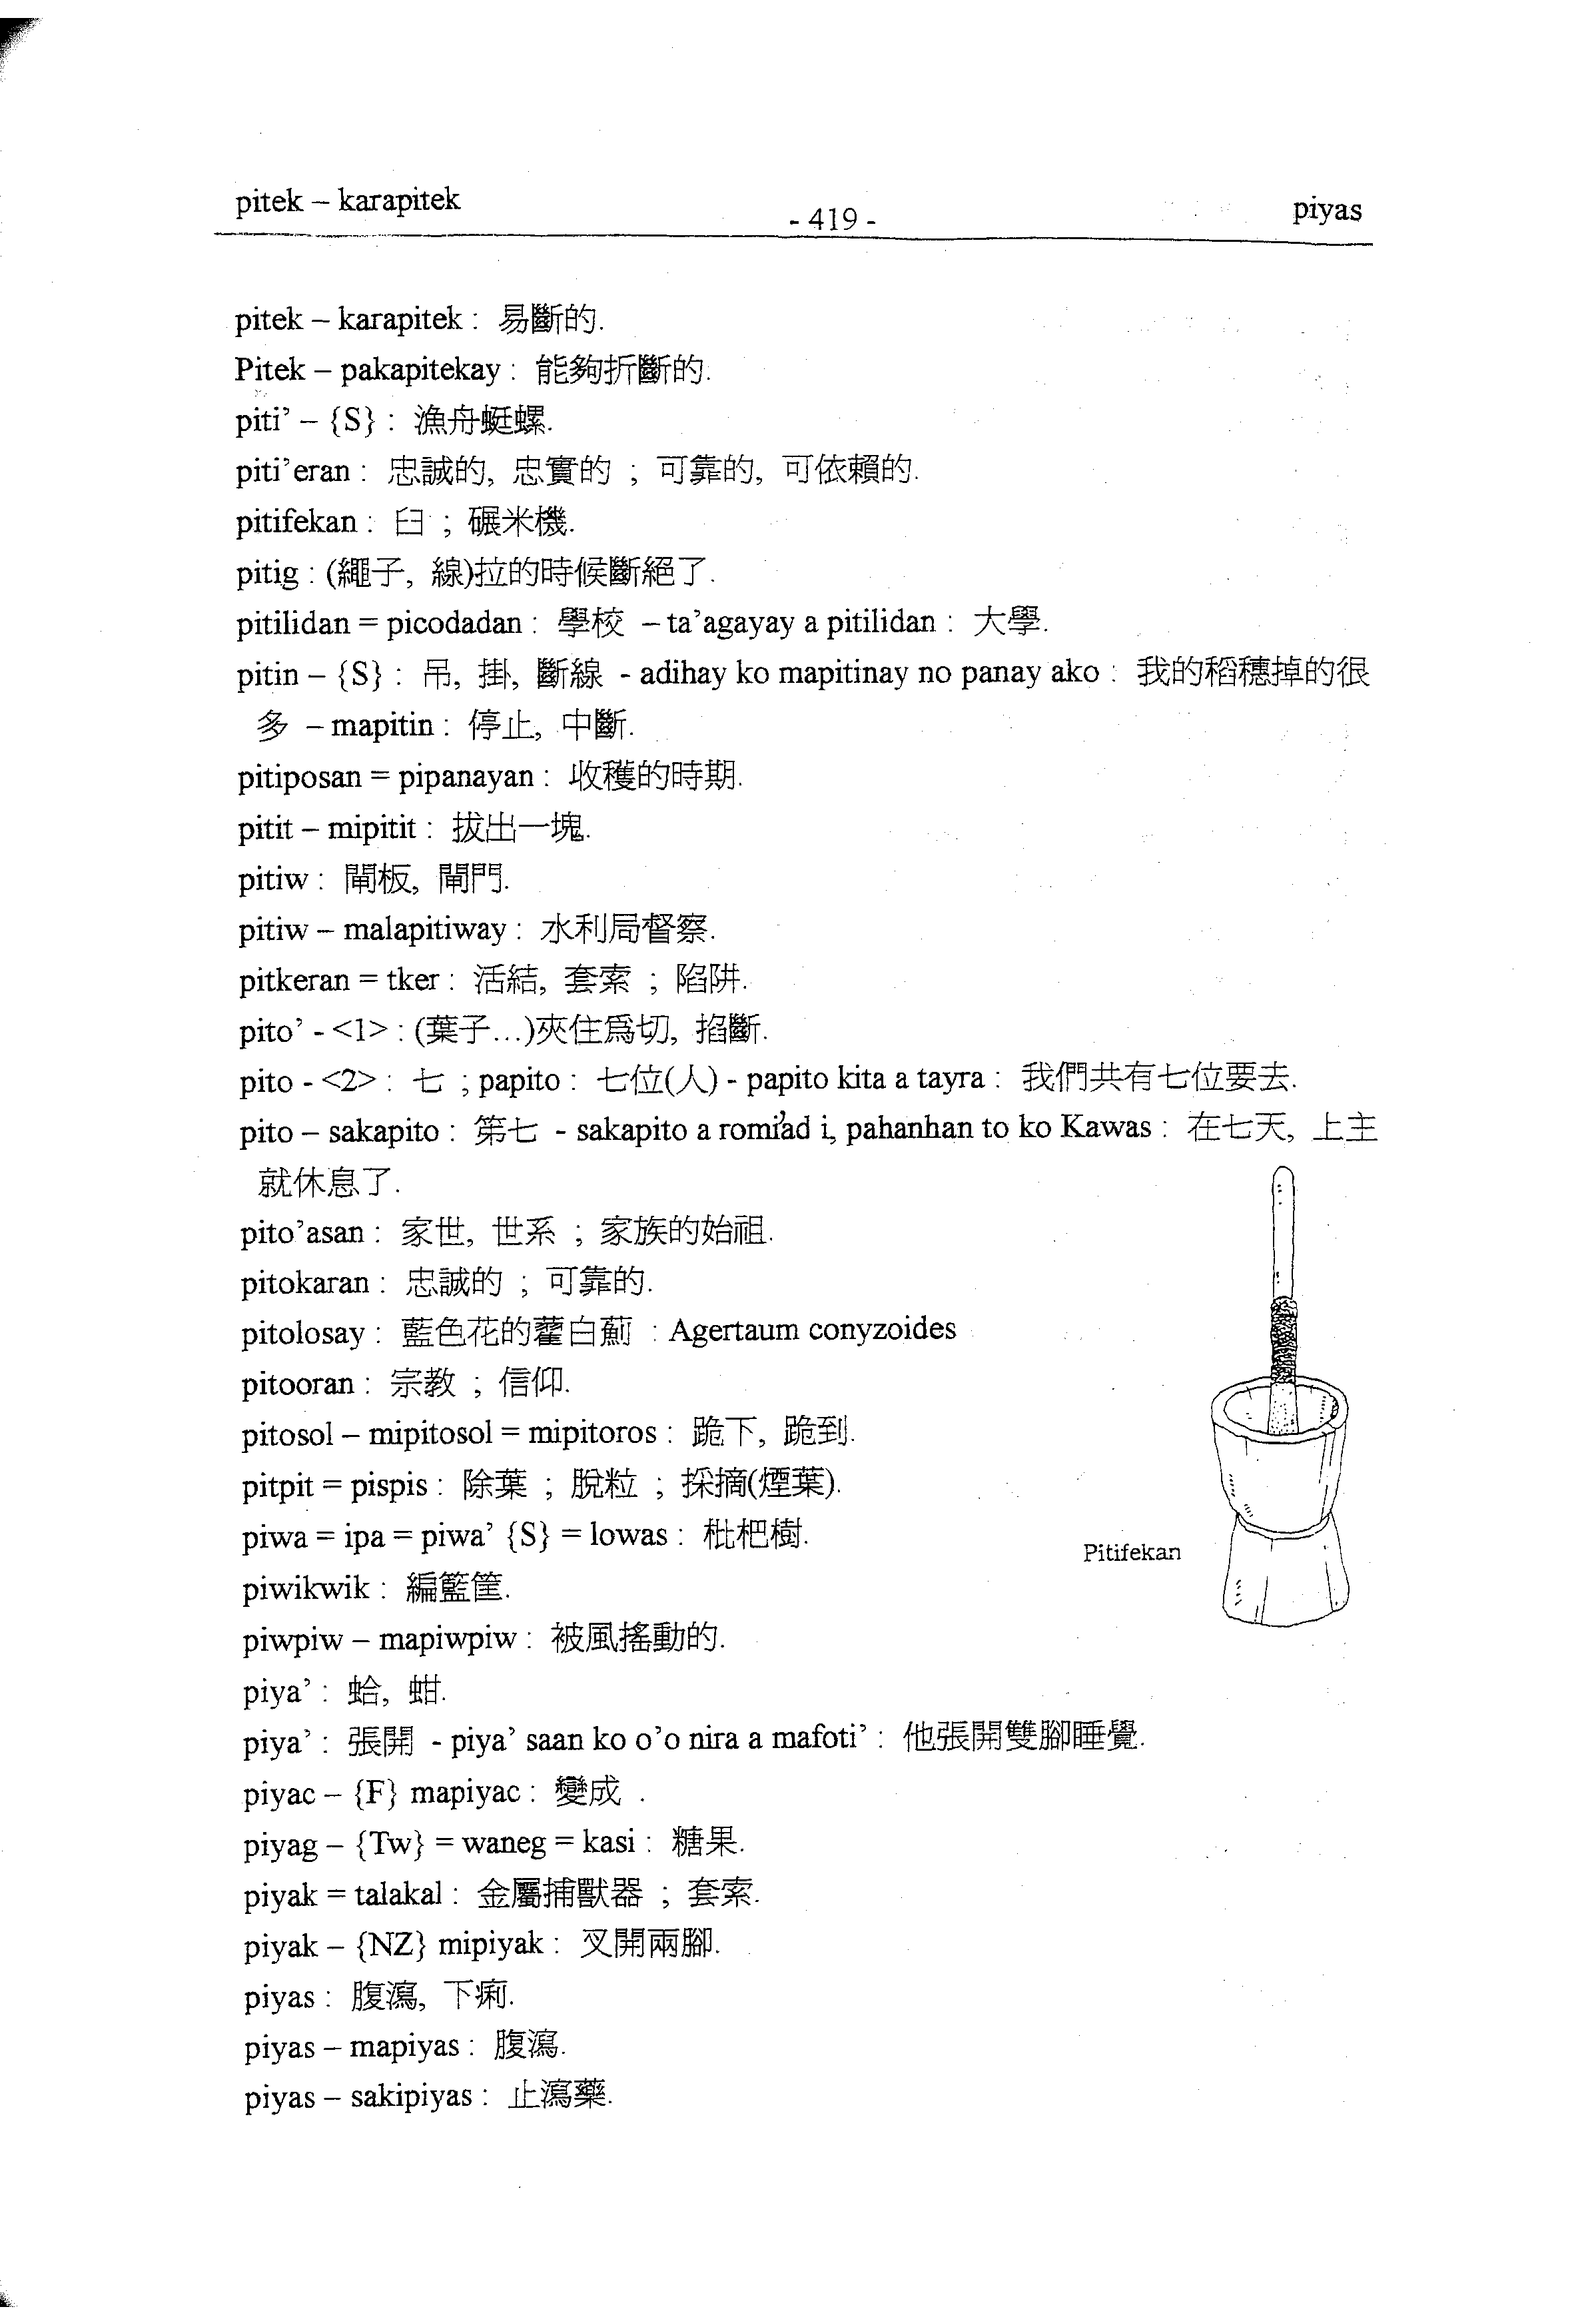 pitek – karapitek
- 419 -
piyas
pitek – karapitek : 易斷的.
Pitek – pakapitekay : 能夠折斷的.
piti’ – {S} : 漁舟蜓螺.
piti’eran : 忠誠的, 忠實的 ; 可靠的, 可依賴的.
pitifekan : 臼 ; 碾米機.
pitig : (繩子, 線)拉的時候斷絕了.
pitilidan = picodadan : 學校 – ta’agayay a pitilidan : 大學.
pitin – {S} : 吊, 掛, 斷線 - adihay ko mapitinay no panay ako : 我的稻穗掉的很
多 – mapitin : 停止, 中斷.
pitiposan = pipanayan : 收穫的時期.
pitit – mipitit : 拔出一塊.
pitiw : 閘板, 閘門.
pitiw – malapitiway : 水利局督察.
pitkeran = tker : 活結, 套索 ; 陷阱.
pito’ - <1> : (葉子...)夾住爲切, 掐斷.
pito - <2> : 七 ; papito : 七位(人) - papito kita a tayra : 我們共有七位要去.
pito – sakapito : 第七 - sakapito a romi’ad i, pahanhan to ko Kawas : 在七天, 上主
就休息了.
pito’asan : 家世, 世系 ; 家族的始祖.
pitokaran : 忠誠的 ; 可靠的.
pitolosay : 藍色花的藿白薊 : Agertaum conyzoides
pitooran : 宗教 ; 信仰.
pitosol – mipitosol = mipitoros : 跪下, 跪到.
pitpit = pispis : 除葉 ; 脫粒 ; 採摘(煙葉).
piwa = ipa = piwa’ {S} = lowas : 枇杷樹.
Pitifekan
piwikwik : 編籃筐.
piwpiw – mapiwpiw : 被風搖動的.
piya’ : 蛤, 蚶.
piya’ : 張開 - piya’ saan ko o’o nira a mafoti’ : 他張開雙腳睡覺.
piyac – {F} mapiyac : 變成 .
piyag – {Tw} = waneg = kasi : 糖果.
piyak = talakal : 金屬捕獸器 ; 套索.
piyak – {NZ} mipiyak : 叉開兩腳.
piyas : 腹瀉, 下痢.
piyas – mapiyas : 腹瀉.
piyas – sakipiyas : 止瀉藥.